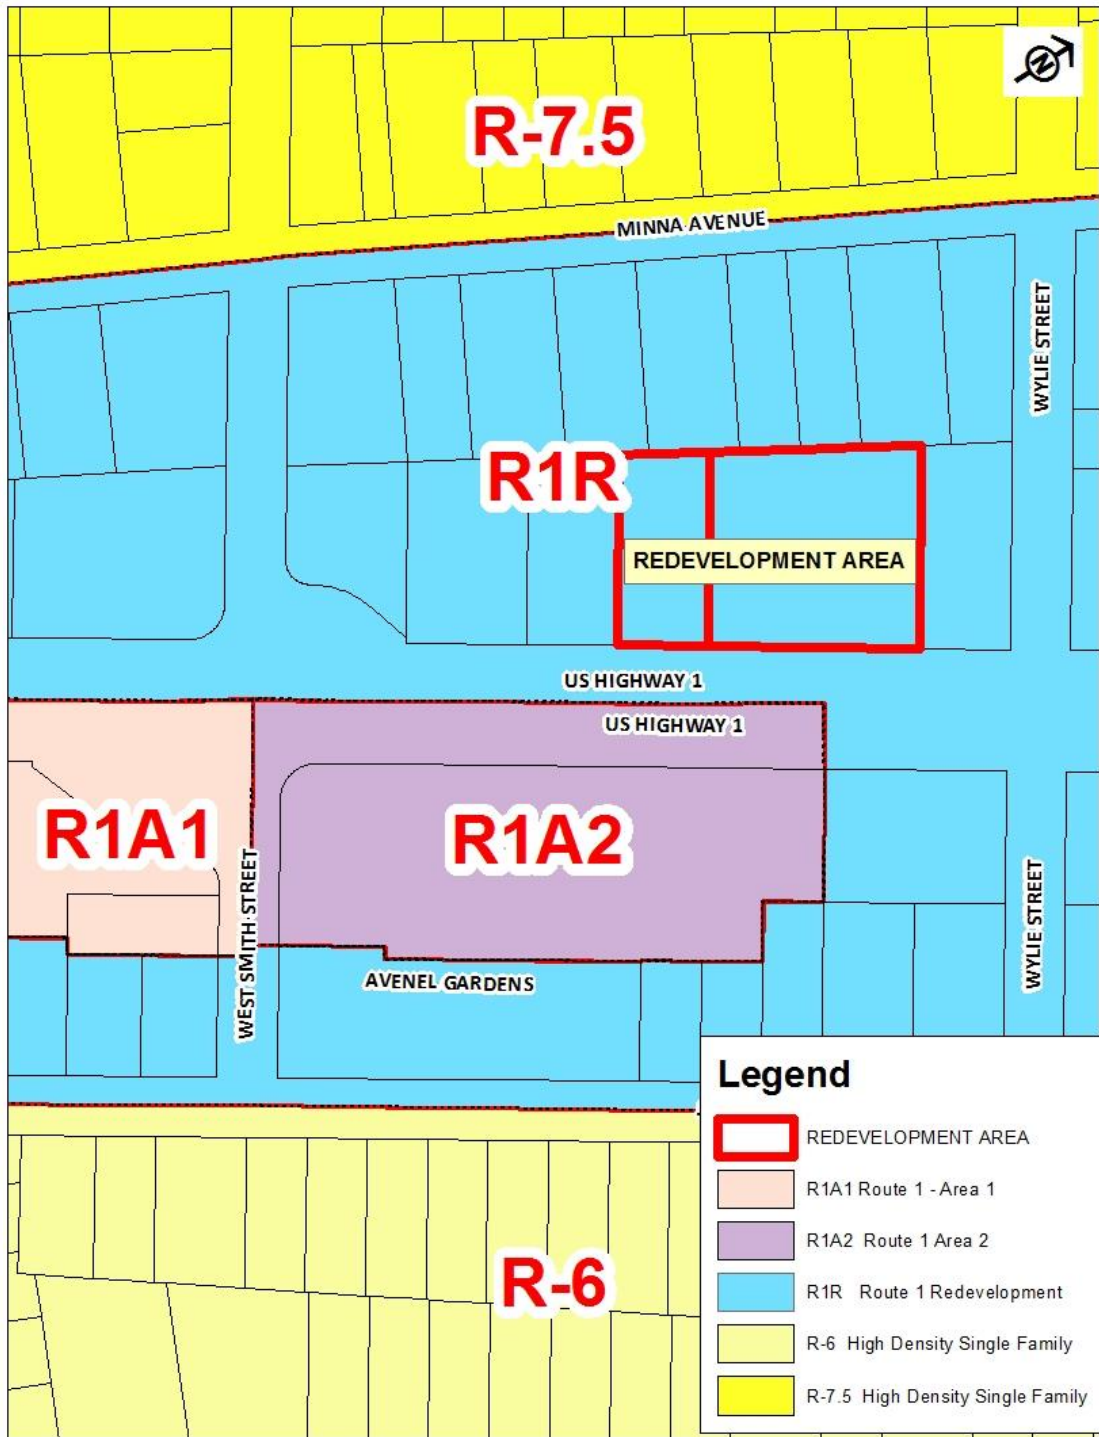 N
R-7.5
MINNA AVENUE
WYLIE STREET
R1R
REDEVELOPMENT AREA
US HIGHWAY 1
US HIGHWAY 1
R1A1
R1A2
WEST SMITH STREET
WYLIE STREET
AVENEL GARDENS
R-6
Legend
REDEVELOPMENT AREA
R1A1 Route 1 - Area 1
R1A2 Route 1 Area 2
R1R Route 1 Redevelopment
R-6 High Density Single Family
R-7.5 High Density Single Family